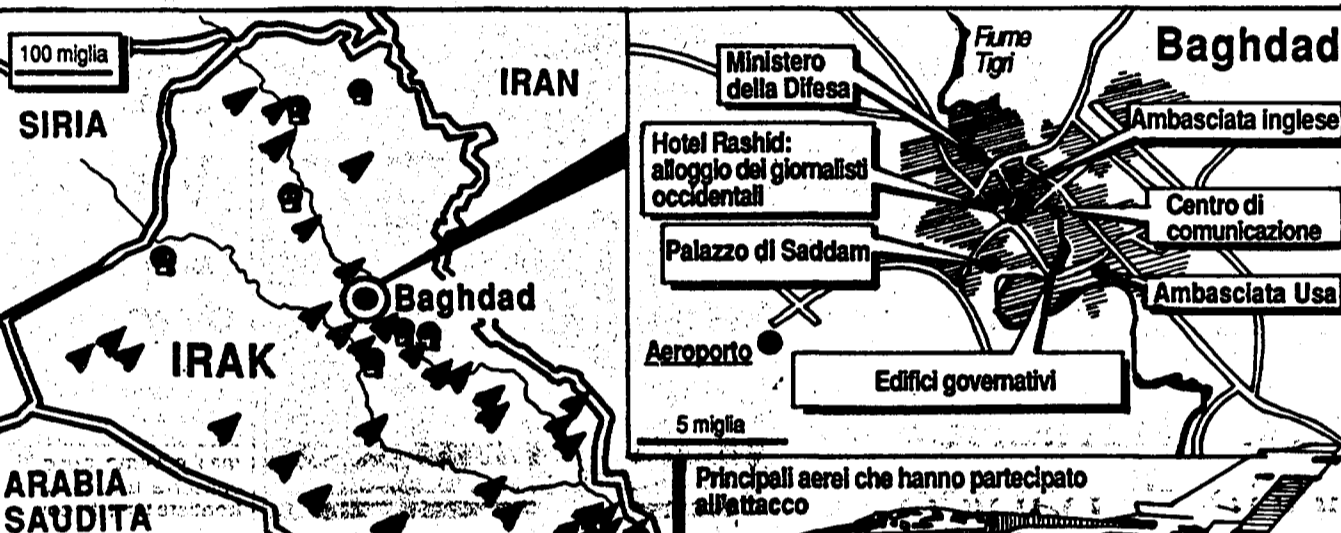 100 miglia
SIRIA
IRAN
Baghdad
IRAK
ARABIA
SAUDITA
Baghdad
Fiume
Tigri
Ministero
della Difesa
Ambasciata inglese
Hotel Rashid:
alloggio dei giornalisti
occidentali
Centro di
comunicazione
Palazzo di Saddam
Ambasciata Usa
Aeroporto
Edifici governativi
5 miglia
Principali aerei che hanno partecipato
all'attacco